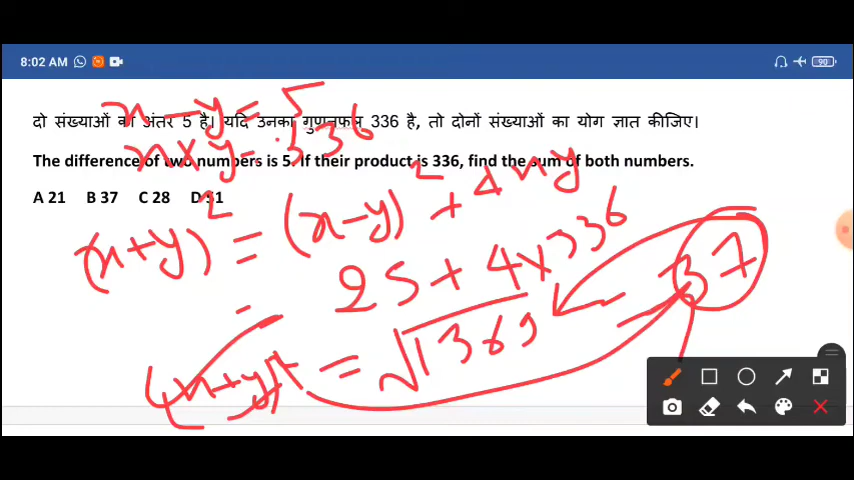 8:02 AM
90
x - y = 5
दो संख्याओं का अंतर 5 है। यदि उनका गुणनफल 336 है, तो दोनों संख्याओं का योग ज्ञात कीजिए।
x × y = 336
The difference of two numbers is 5. If their product is 336, find the sum of both numbers.
A 21 B 37 C 28 D 51
(x+y)² = (x-y)² + 4xy
= 25 + 4×336
37
(x+y) = √1369